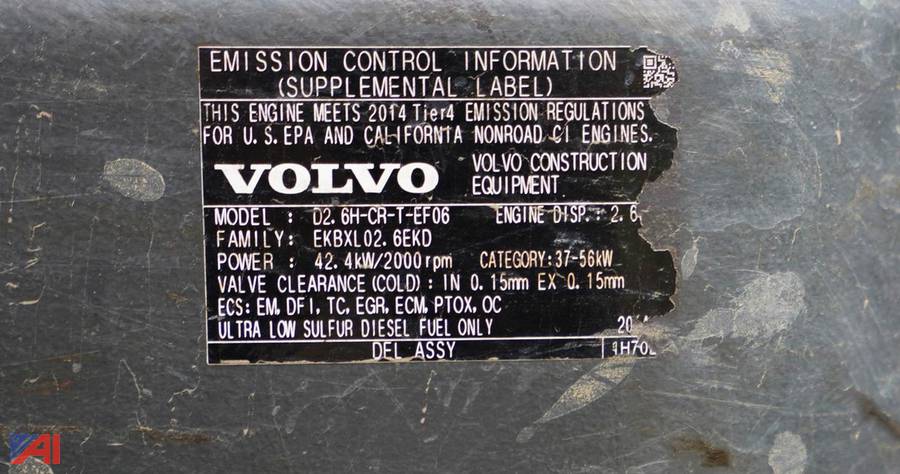 EMISSION CONTROL INFORMATION
(SUPPLEMENTAL LABEL)
THIS ENGINE MEETS 2014 Tier4 EMISSION REGULATIONS
FOR U.S.EPA AND CALIFORNIA NONROAD CI ENGINES.
VOLVO
VOLVO CONSTRUCTION
EQUIPMENT
MODEL : D2.6H-CR-T-EF06 ENGINE DISP.: 2.6
FAMILY: EKBXL02.6EKD
POWER : 42.4kW/2000rpm CATEGORY:37-56kW
VALVE CLEARANCE(COLD): IN 0.15mm EX 0.15mm
ECS: EM, DFI, TC, EGR, ECM, PTOX, OC
ULTRA LOW SULFUR DIESEL FUEL ONLY
DEL ASSY
AI